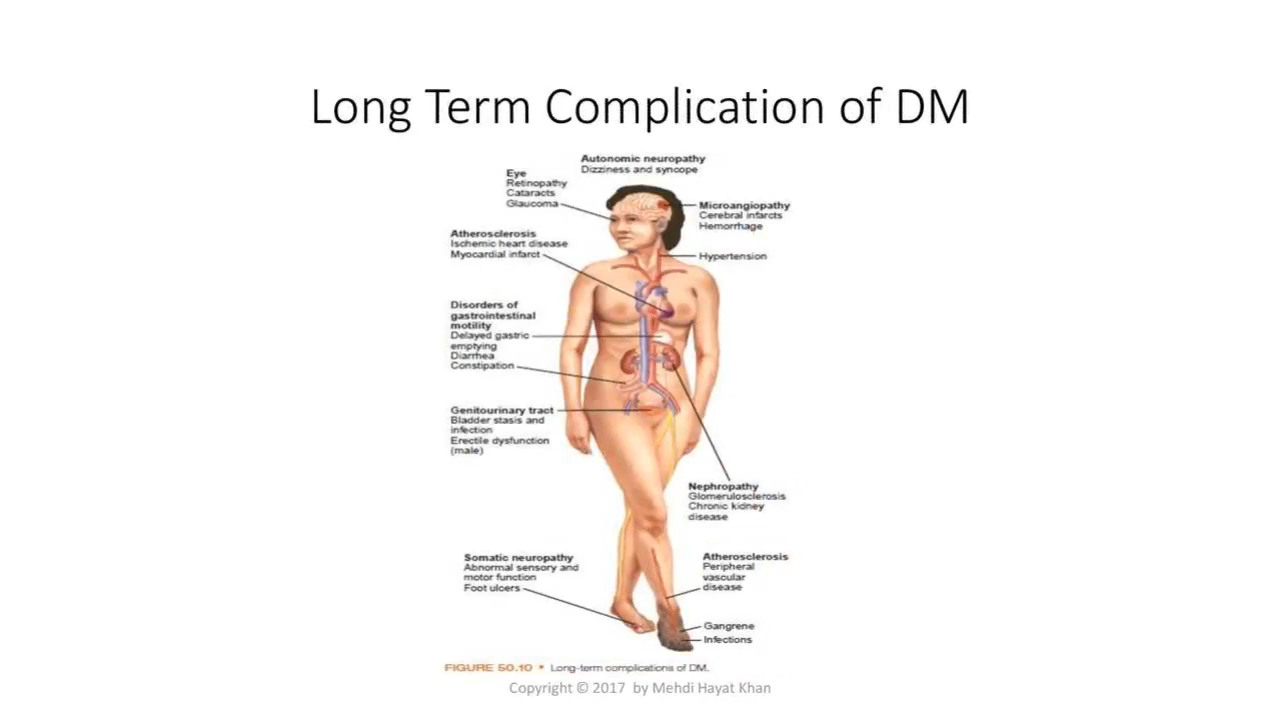 Long Term Complication of DM
Autonomic neuropathy
Dizziness and syncope
Eye
Retinopathy
Cataracts
Glaucoma
Microangiopathy
Cerebral infarcts
Hemorrhage
Atherosclerosis
Ischemic heart disease
Myocardial infarct
Hypertension
Disorders of
gastrointestinal
motility
Delayed gastric
emptying
Diarrhea
Constipation
Genitourinary tract
Bladder stasis and
infection
Erectile dysfunction
(male)
Nephropathy
Glomerulosclerosis
Chronic kidney
disease
Somatic neuropathy
Abnormal sensory and
motor function
Foot ulcers
Atherosclerosis
Peripheral
vascular
disease
Gangrene
Infections
FIGURE 50.10 • Long-term complications of DM.
Copyright © 2017 by Mehdi Hayat Khan